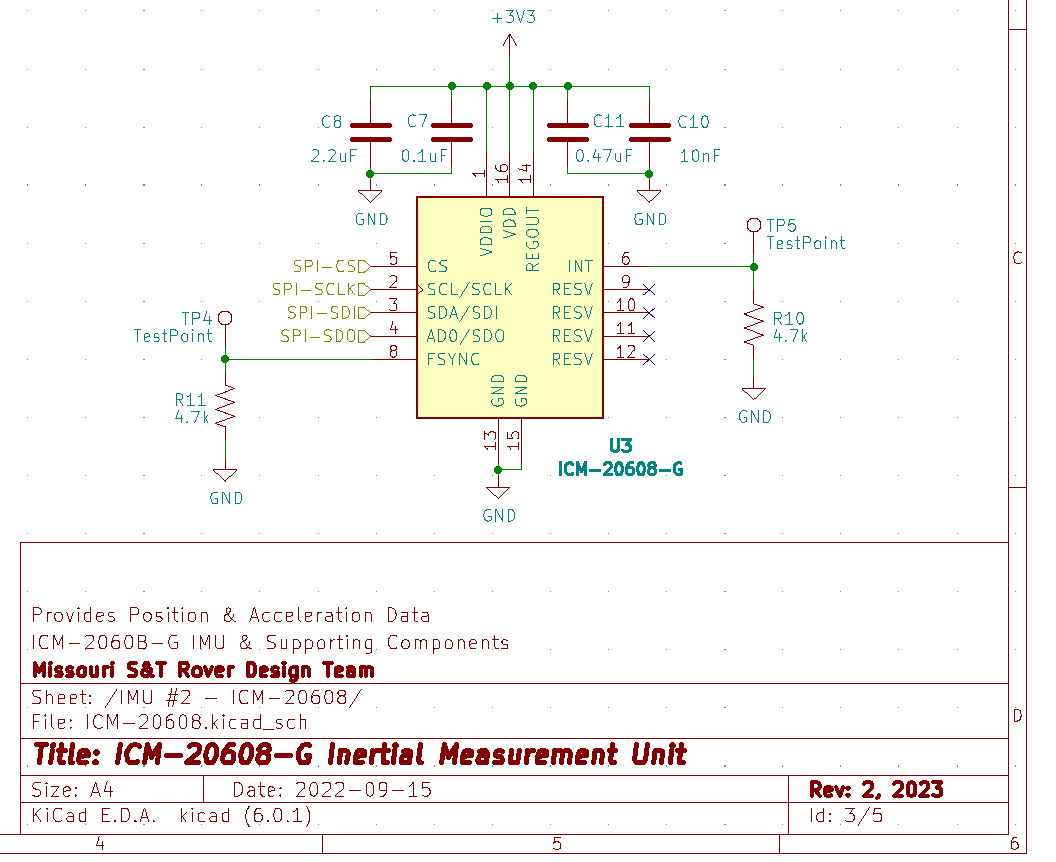 +3V3
C8
2.2uF
C7
0.1uF
C11
0.47uF
C10
10nF
1
16
14
GND
GND
VDDIO
VDD
REGOUT
TP5
TestPoint
SPI-CS
5
CS
INT
6
SPI-SCLK
2
SCL/SCLK
RESV
9
SPI-SDI
3
SDA/SDI
RESV
10
SPI-SDO
4
AD0/SDO
RESV
11
8
FSYNC
RESV
12
TP4
TestPoint
R10
4.7k
R11
4.7k
GND
GND
GND
13
15
U3
ICM-20608-G
GND
GND
C
Provides Position & Acceleration Data
ICM-2060B-G IMU & Supporting Components
Missouri S&T Rover Design Team
Sheet: /IMU #2 - ICM-20608/
File: ICM-20608.kicad_sch
D
Title: ICM-20608-G Inertial Measurement Unit
Size: A4
Date: 2022-09-15
Rev: 2, 2023
KiCad E.D.A. kicad (6.0.1)
Id: 3/5
4
5
6